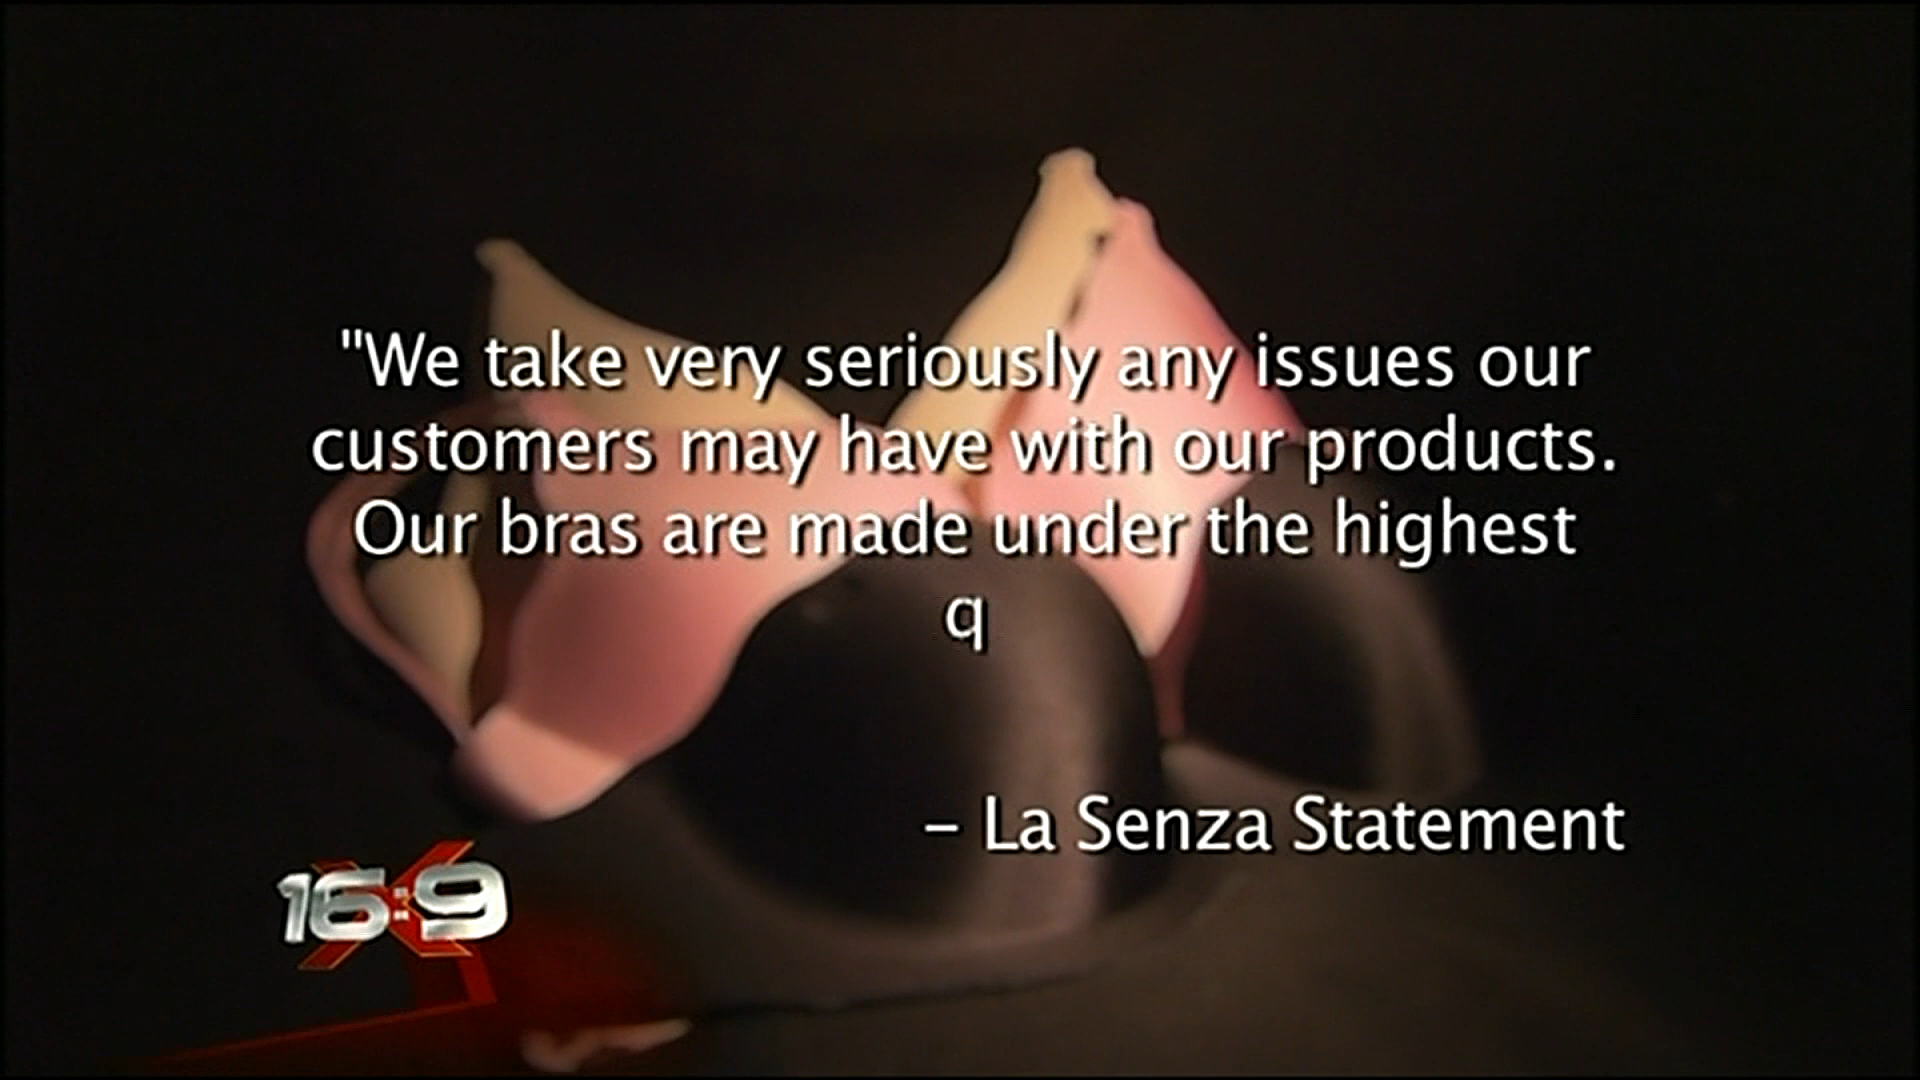 "We take very seriously any issues our
customers may have with our products.
Our bras are made under the highest
q
– La Senza Statement
16:9